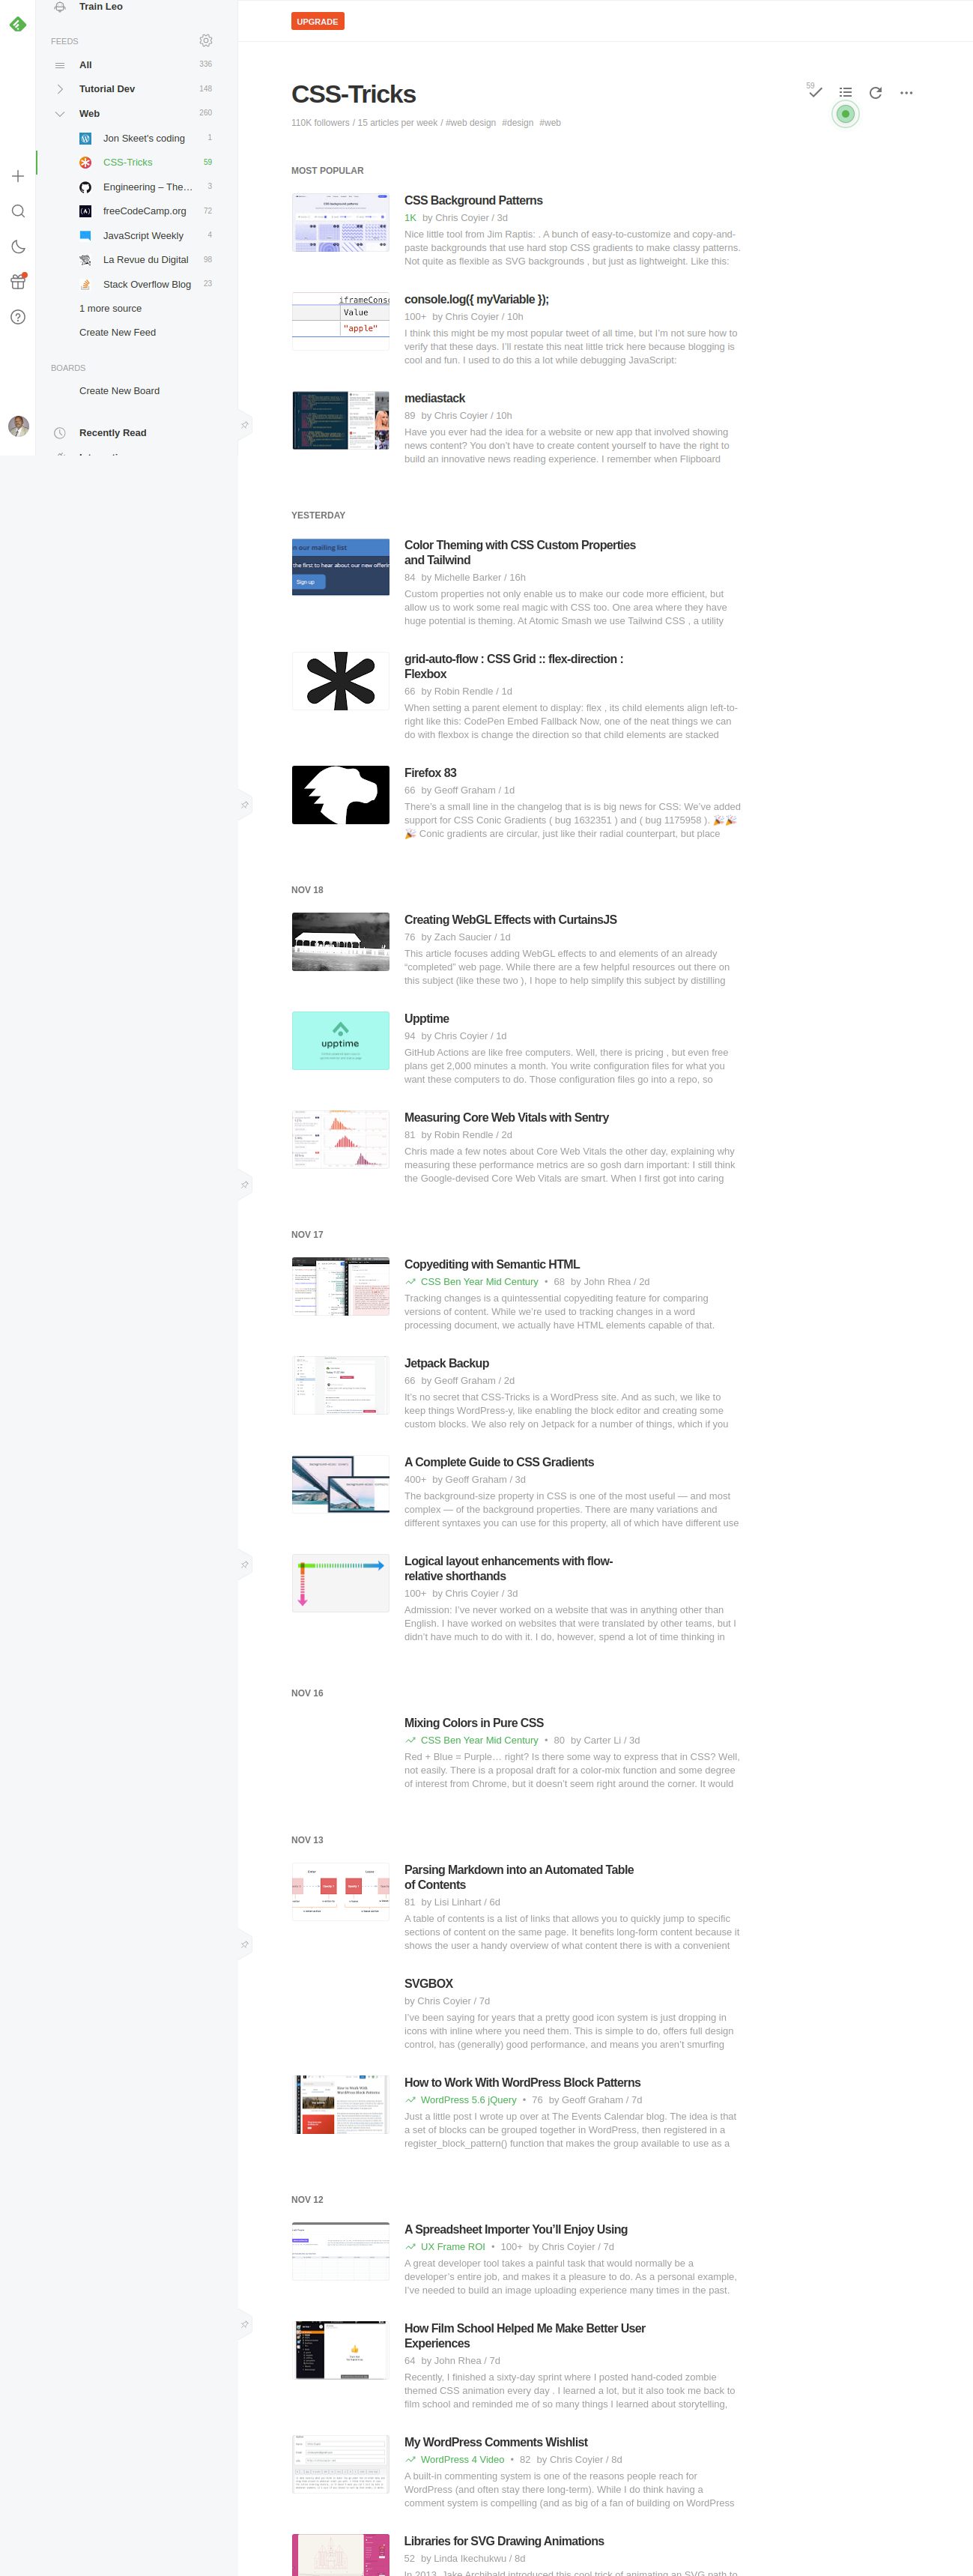 Train Leo
FEEDS
All 336
Tutorial Dev 148
Web 260
Jon Skeet's coding 1
CSS-Tricks 59
Engineering – The… 3
freeCodeCamp.org 72
JavaScript Weekly 4
La Revue du Digital 98
Stack Overflow Blog 23
1 more source
Create New Feed
BOARDS
Create New Board
Recently Read
UPGRADE
CSS-Tricks
59
110K followers / 15 articles per week / #web design #design #web
MOST POPULAR
CSS Background Patterns
1K by Chris Coyier / 3d
Nice little tool from Jim Raptis: . A bunch of easy-to-customize and copy-and-
paste backgrounds that use hard stop CSS gradients to make classy patterns.
Not quite as flexible as SVG backgrounds , but just as lightweight. Like this:
iframeConsc
Value
"apple"
console.log({ myVariable });
100+ by Chris Coyier / 10h
I think this might be my most popular tweet of all time, but I’m not sure how to
verify that these days. I’ll restate this neat little trick here because blogging is
cool and fun. I used to do this a lot while debugging JavaScript:
mediastack
89 by Chris Coyier / 10h
Have you ever had the idea for a website or new app that involved showing
news content? You don’t have to create content yourself to have the right to
build an innovative news reading experience. I remember when Flipboard
YESTERDAY
n our mailing list
the first to hear about our new offerin
Sign up
Color Theming with CSS Custom Properties
and Tailwind
84 by Michelle Barker / 16h
Custom properties not only enable us to make our code more efficient, but
allow us to work some real magic with CSS too. One area where they have
huge potential is theming. At Atomic Smash we use Tailwind CSS , a utility
grid-auto-flow : CSS Grid :: flex-direction :
Flexbox
66 by Robin Rendle / 1d
When setting a parent element to display: flex , its child elements align left-to-
right like this: CodePen Embed Fallback Now, one of the neat things we can
do with flexbox is change the direction so that child elements are stacked
Firefox 83
66 by Geoff Graham / 1d
There’s a small line in the changelog that is is big news for CSS: We’ve added
support for CSS Conic Gradients ( bug 1632351 ) and ( bug 1175958 ). 🎉🎉
🎉 Conic gradients are circular, just like their radial counterpart, but place
NOV 18
Creating WebGL Effects with CurtainsJS
76 by Zach Saucier / 1d
This article focuses adding WebGL effects to and elements of an already
“completed” web page. While there are a few helpful resources out there on
this subject (like these two ), I hope to help simplify this subject by distilling
upptime
Upptime
94 by Chris Coyier / 1d
GitHub Actions are like free computers. Well, there is pricing , but even free
plans get 2,000 minutes a month. You write configuration files for what you
want these computers to do. Those configuration files go into a repo, so
Measuring Core Web Vitals with Sentry
81 by Robin Rendle / 2d
Chris made a few notes about Core Web Vitals the other day, explaining why
measuring these performance metrics are so gosh darn important: I still think
the Google-devised Core Web Vitals are smart. When I first got into caring
NOV 17
Copyediting with Semantic HTML
CSS Ben Year Mid Century • 68 by John Rhea / 2d
Tracking changes is a quintessential copyediting feature for comparing
versions of content. While we’re used to tracking changes in a word
processing document, we actually have HTML elements capable of that.
Jetpack Backup
66 by Geoff Graham / 2d
It’s no secret that CSS-Tricks is a WordPress site. And as such, we like to
keep things WordPress-y, like enabling the block editor and creating some
custom blocks. We also rely on Jetpack for a number of things, which if you
A Complete Guide to CSS Gradients
400+ by Geoff Graham / 3d
The background-size property in CSS is one of the most useful — and most
complex — of the background properties. There are many variations and
different syntaxes you can use for this property, all of which have different use
Logical layout enhancements with flow-
relative shorthands
100+ by Chris Coyier / 3d
Admission: I’ve never worked on a website that was in anything other than
English. I have worked on websites that were translated by other teams, but I
didn’t have much to do with it. I do, however, spend a lot of time thinking in
NOV 16
Mixing Colors in Pure CSS
CSS Ben Year Mid Century • 80 by Carter Li / 3d
Red + Blue = Purple… right? Is there some way to express that in CSS? Well,
not easily. There is a proposal draft for a color-mix function and some degree
of interest from Chrome, but it doesn’t seem right around the corner. It would
NOV 13
Parsing Markdown into an Automated Table
of Contents
81 by Lisi Linhart / 6d
A table of contents is a list of links that allows you to quickly jump to specific
sections of content on the same page. It benefits long-form content because it
shows the user a handy overview of what content there is with a convenient
SVGBOX
by Chris Coyier / 7d
I’ve been saying for years that a pretty good icon system is just dropping in
icons with inline where you need them. This is simple to do, offers full design
control, has (generally) good performance, and means you aren’t smurfing
How to Work With WordPress Block Patterns
WordPress 5.6 jQuery • 76 by Geoff Graham / 7d
Just a little post I wrote up over at The Events Calendar blog. The idea is that
a set of blocks can be grouped together in WordPress, then registered in a
register_block_pattern() function that makes the group available to use as a
NOV 12
A Spreadsheet Importer You’ll Enjoy Using
UX Frame ROI • 100+ by Chris Coyier / 7d
A great developer tool takes a painful task that would normally be a
developer’s entire job, and makes it a pleasure to do. As a personal example,
I’ve needed to build an image uploading experience many times in the past.
How Film School Helped Me Make Better User
Experiences
64 by John Rhea / 7d
Recently, I finished a sixty-day sprint where I posted hand-coded zombie
themed CSS animation every day . I learned a lot, but it also took me back to
film school and reminded me of so many things I learned about storytelling,
My WordPress Comments Wishlist
WordPress 4 Video • 82 by Chris Coyier / 8d
A built-in commenting system is one of the reasons people reach for
WordPress (and often stay there long-term). While I do think having a
comment system is compelling (and as big of a fan of building on WordPress
Libraries for SVG Drawing Animations
52 by Linda Ikechukwu / 8d
In 2013, Jake Archibald introduced this cool trick of animating an SVG path to